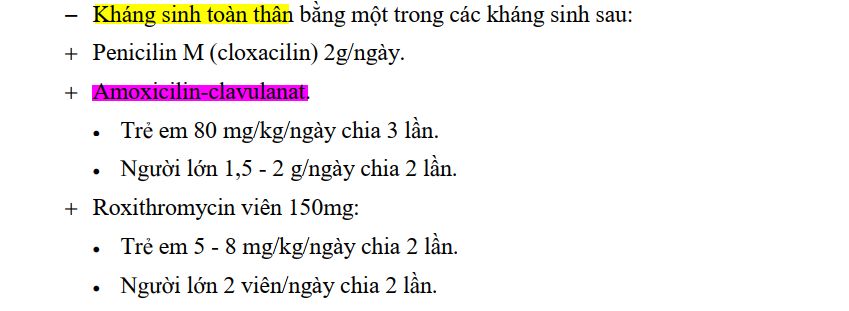 – Kháng sinh toàn thân bằng một trong các kháng sinh sau:
+ Penicilin M (cloxacilin) 2g/ngày.
+ Amoxicilin-clavulanat.
• Trẻ em 80 mg/kg/ngày chia 3 lần.
• Người lớn 1,5 - 2 g/ngày chia 2 lần.
+ Roxithromycin viên 150mg:
• Trẻ em 5 - 8 mg/kg/ngày chia 2 lần.
• Người lớn 2 viên/ngày chia 2 lần.